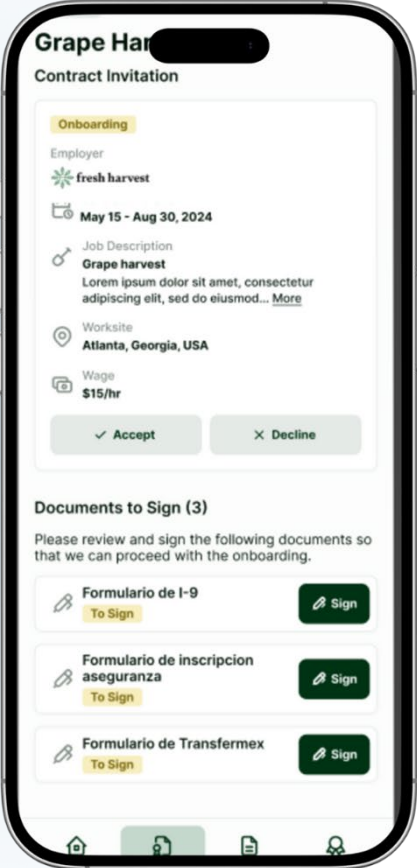 Grape Har
Contract Invitation
Onboarding
Employer
fresh harvest
May 15 - Aug 30, 2024
Job Description
Grape harvest
Lorem ipsum dolor sit amet, consectetur
adipiscing elit, sed do eiusmod... More
Worksite
Atlanta, Georgia, USA
Wage
$15/hr
Accept
Decline
Documents to Sign (3)
Please review and sign the following documents so
that we can proceed with the onboarding.
Formulario de I-9
To Sign
Sign
Formulario de inscripcion
aseguranza
To Sign
Sign
Formulario de Transfermex
To Sign
Sign